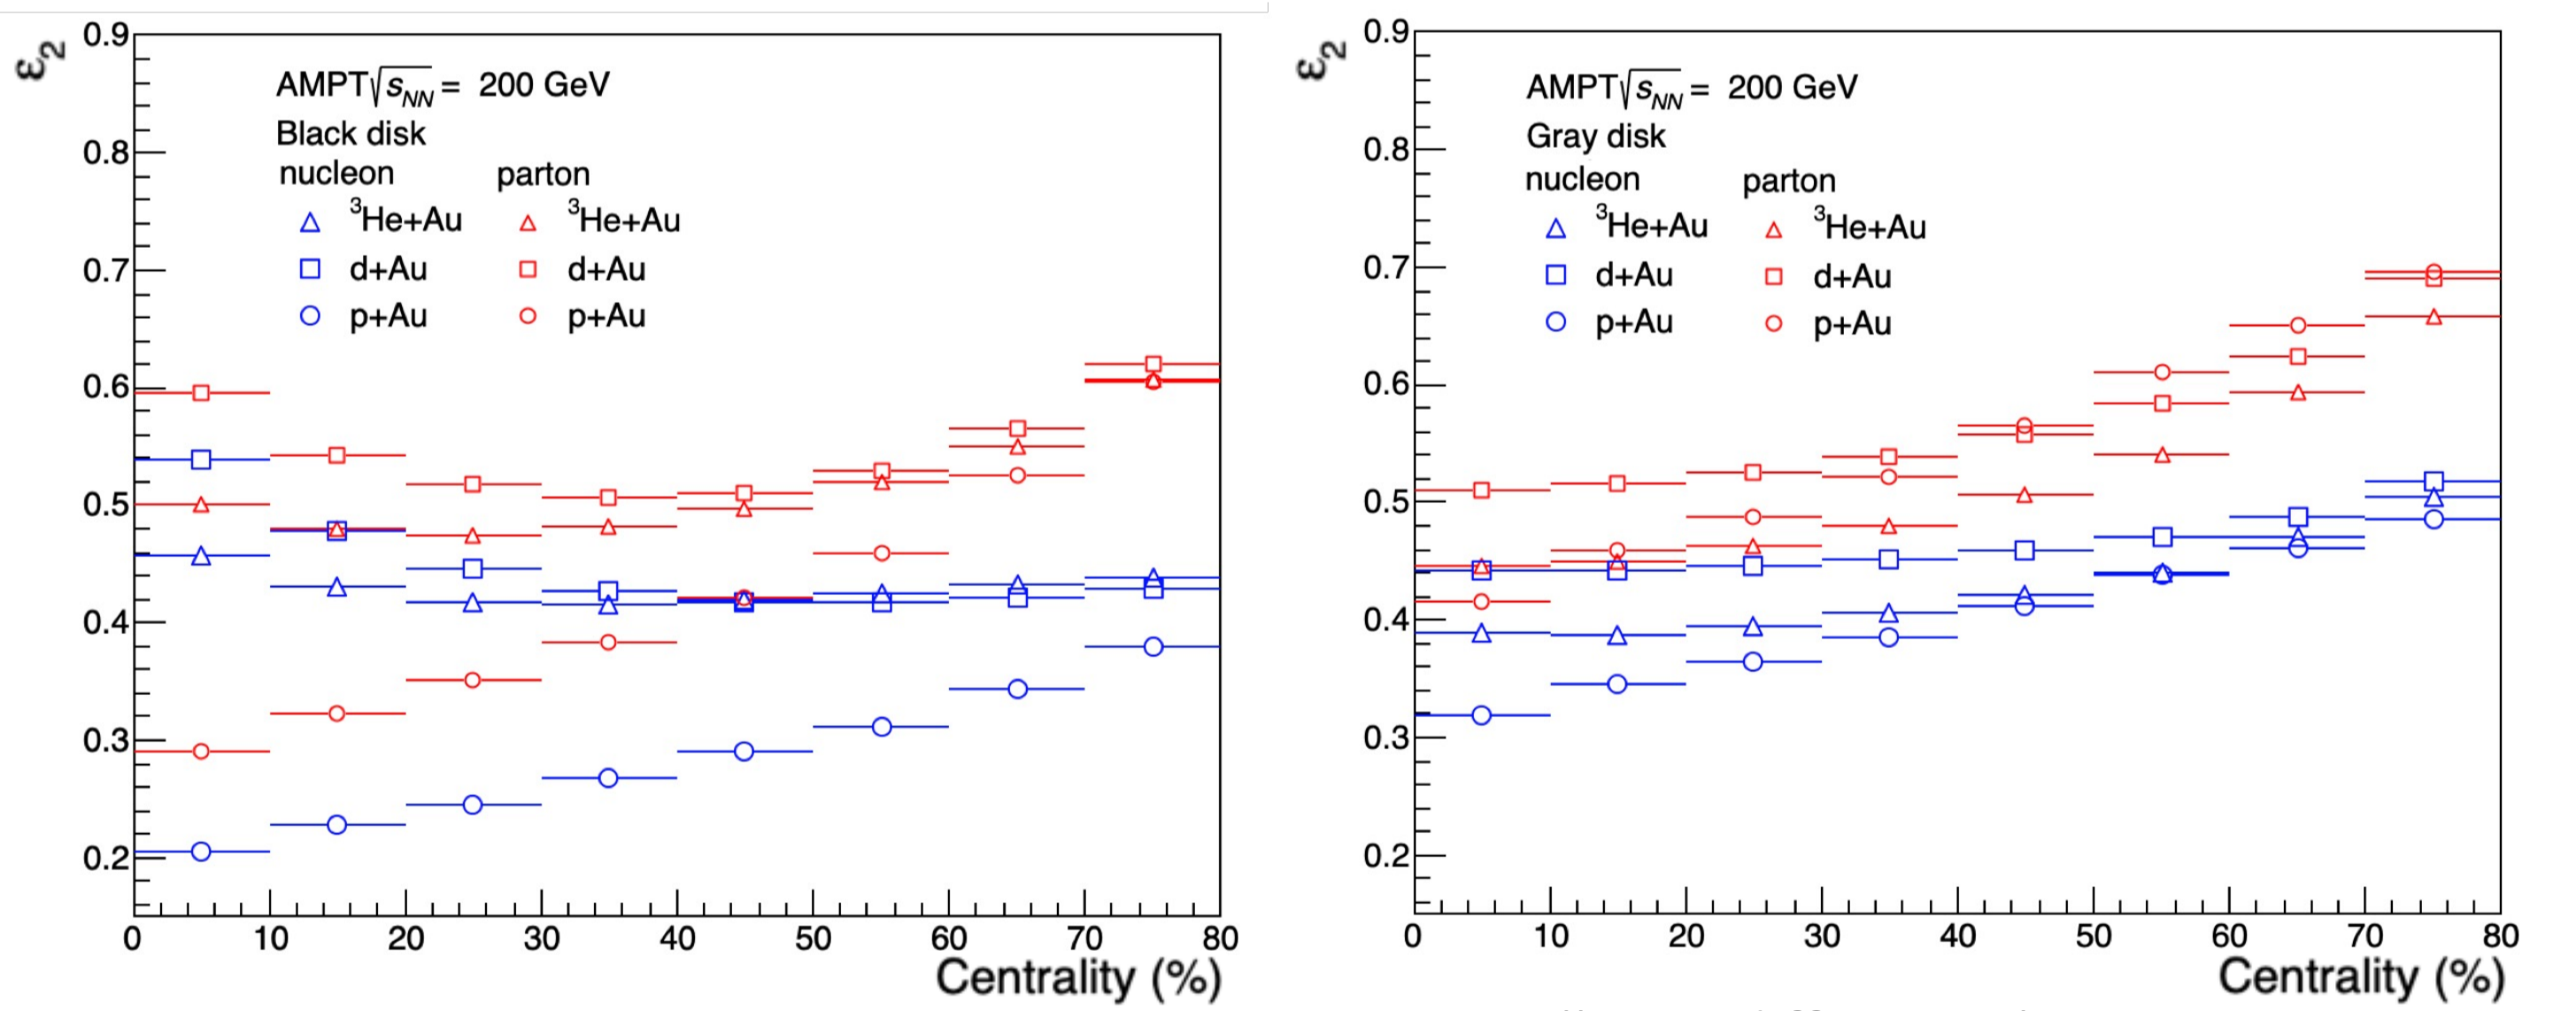 ε2
0.9
0.8
0.7
0.6
0.5
0.4
0.3
0.2
AMPT√sNN = 200 GeV
Black disk
nucleon parton
3He+Au 3He+Au
d+Au d+Au
p+Au p+Au
0 10 20 30 40 50 60 70 80
Centrality (%)
ε2
0.9
0.8
0.7
0.6
0.5
0.4
0.3
0.2
AMPT√sNN = 200 GeV
Gray disk
nucleon parton
3He+Au 3He+Au
d+Au d+Au
p+Au p+Au
0 10 20 30 40 50 60 70 80
Centrality (%)